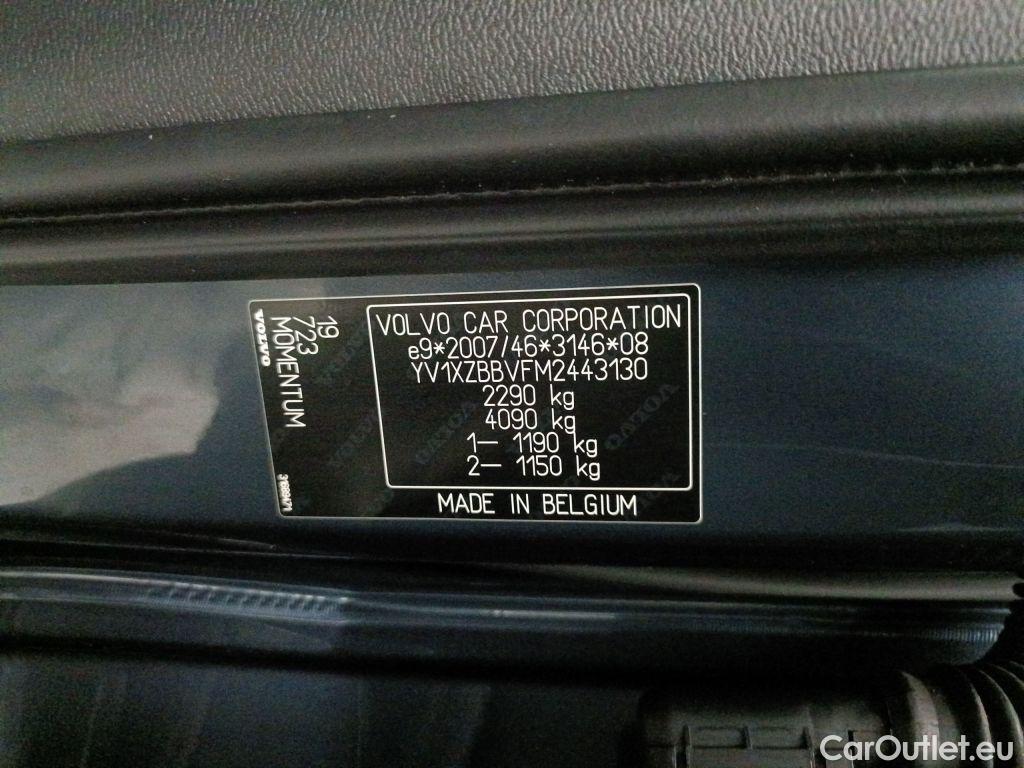 VOLVO CAR CORPORATION
e9*2007/46*3146*08
YV1XZBBVFM2443130
2290 kg
4090 kg
1– 1190 kg
2– 1150 kg
MADE IN BELGIUM
19
723
MOMENTUM
VOLVO
CarOutlet.eu